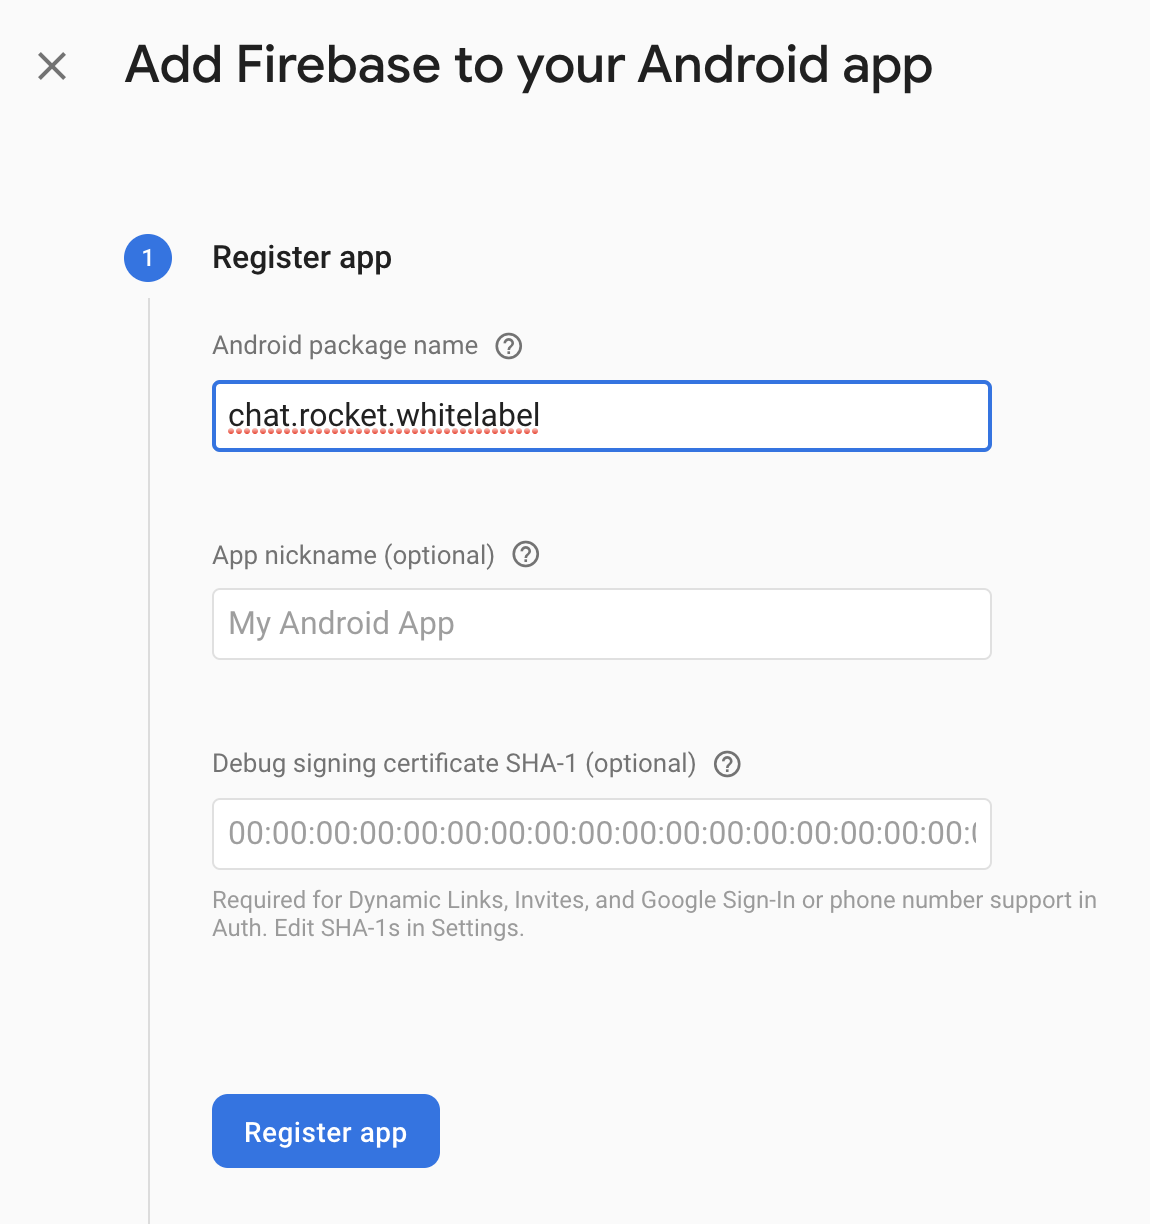 Add Firebase to your Android app
1 Register app
Android package name
chat.rocket.whitelabel
App nickname (optional)
My Android App
Debug signing certificate SHA-1 (optional)
00:00:00:00:00:00:00:00:00:00:00:00:00:00:00:00:00:
Required for Dynamic Links, Invites, and Google Sign-In or phone number support in
Auth. Edit SHA-1s in Settings.
Register app